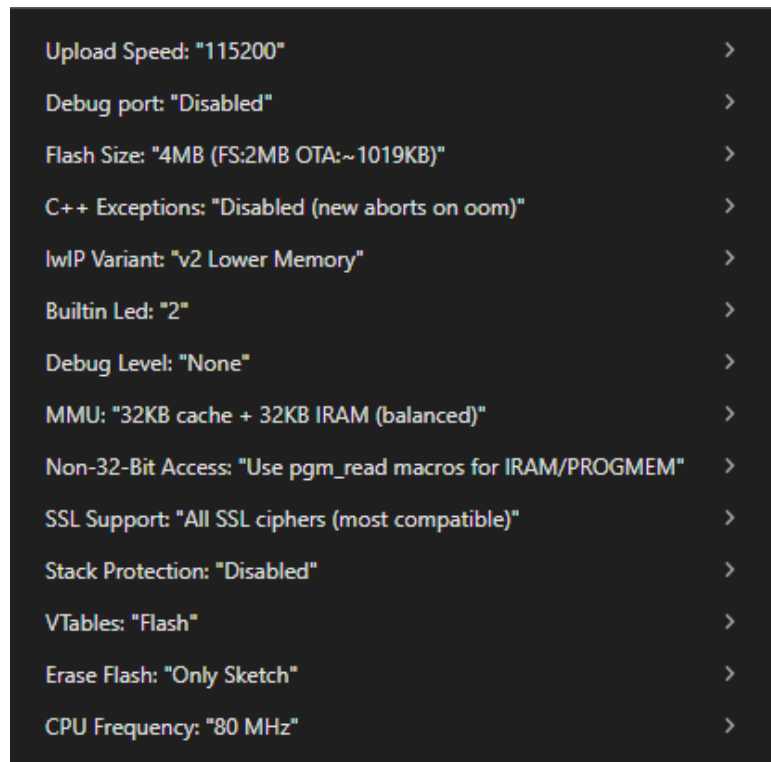 Upload Speed: "115200"
Debug port: "Disabled"
Flash Size: "4MB (FS:2MB OTA:~1019KB)"
C++ Exceptions: "Disabled (new aborts on oom)"
lwIP Variant: "v2 Lower Memory"
Builtin Led: "2"
Debug Level: "None"
MMU: "32KB cache + 32KB IRAM (balanced)"
Non-32-Bit Access: "Use pgm_read macros for IRAM/PROGMEM"
SSL Support: "All SSL ciphers (most compatible)"
Stack Protection: "Disabled"
VTables: "Flash"
Erase Flash: "Only Sketch"
CPU Frequency: "80 MHz"